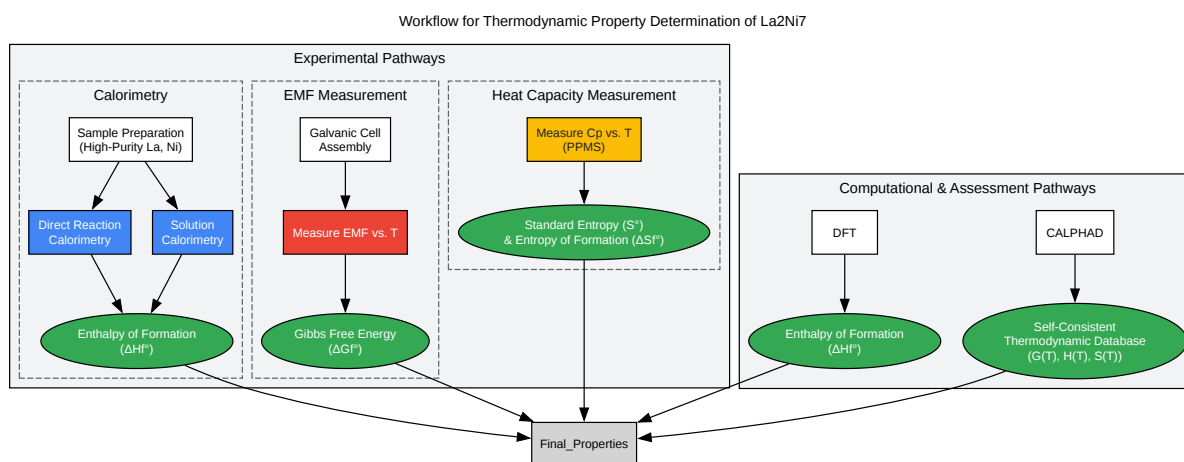 Workflow for Thermodynamic Property Determination of La2Ni7
Experimental Pathways
Calorimetry
Sample Preparation
(High-Purity La, Ni)
Direct Reaction
Calorimetry
Solution
Calorimetry
Enthalpy of Formation
(ΔHf°)
EMF Measurement
Galvanic Cell
Assembly
Measure EMF vs. T
Gibbs Free Energy
(ΔGf°)
Heat Capacity Measurement
Measure Cp vs. T
(PPMS)
Standard Entropy (S°)
& Entropy of Formation (ΔSf°)
Computational & Assessment Pathways
DFT
Enthalpy of Formation
(ΔHf°)
CALPHAD
Self-Consistent
Thermodynamic Database
(G(T), H(T), S(T))
Final_Properties